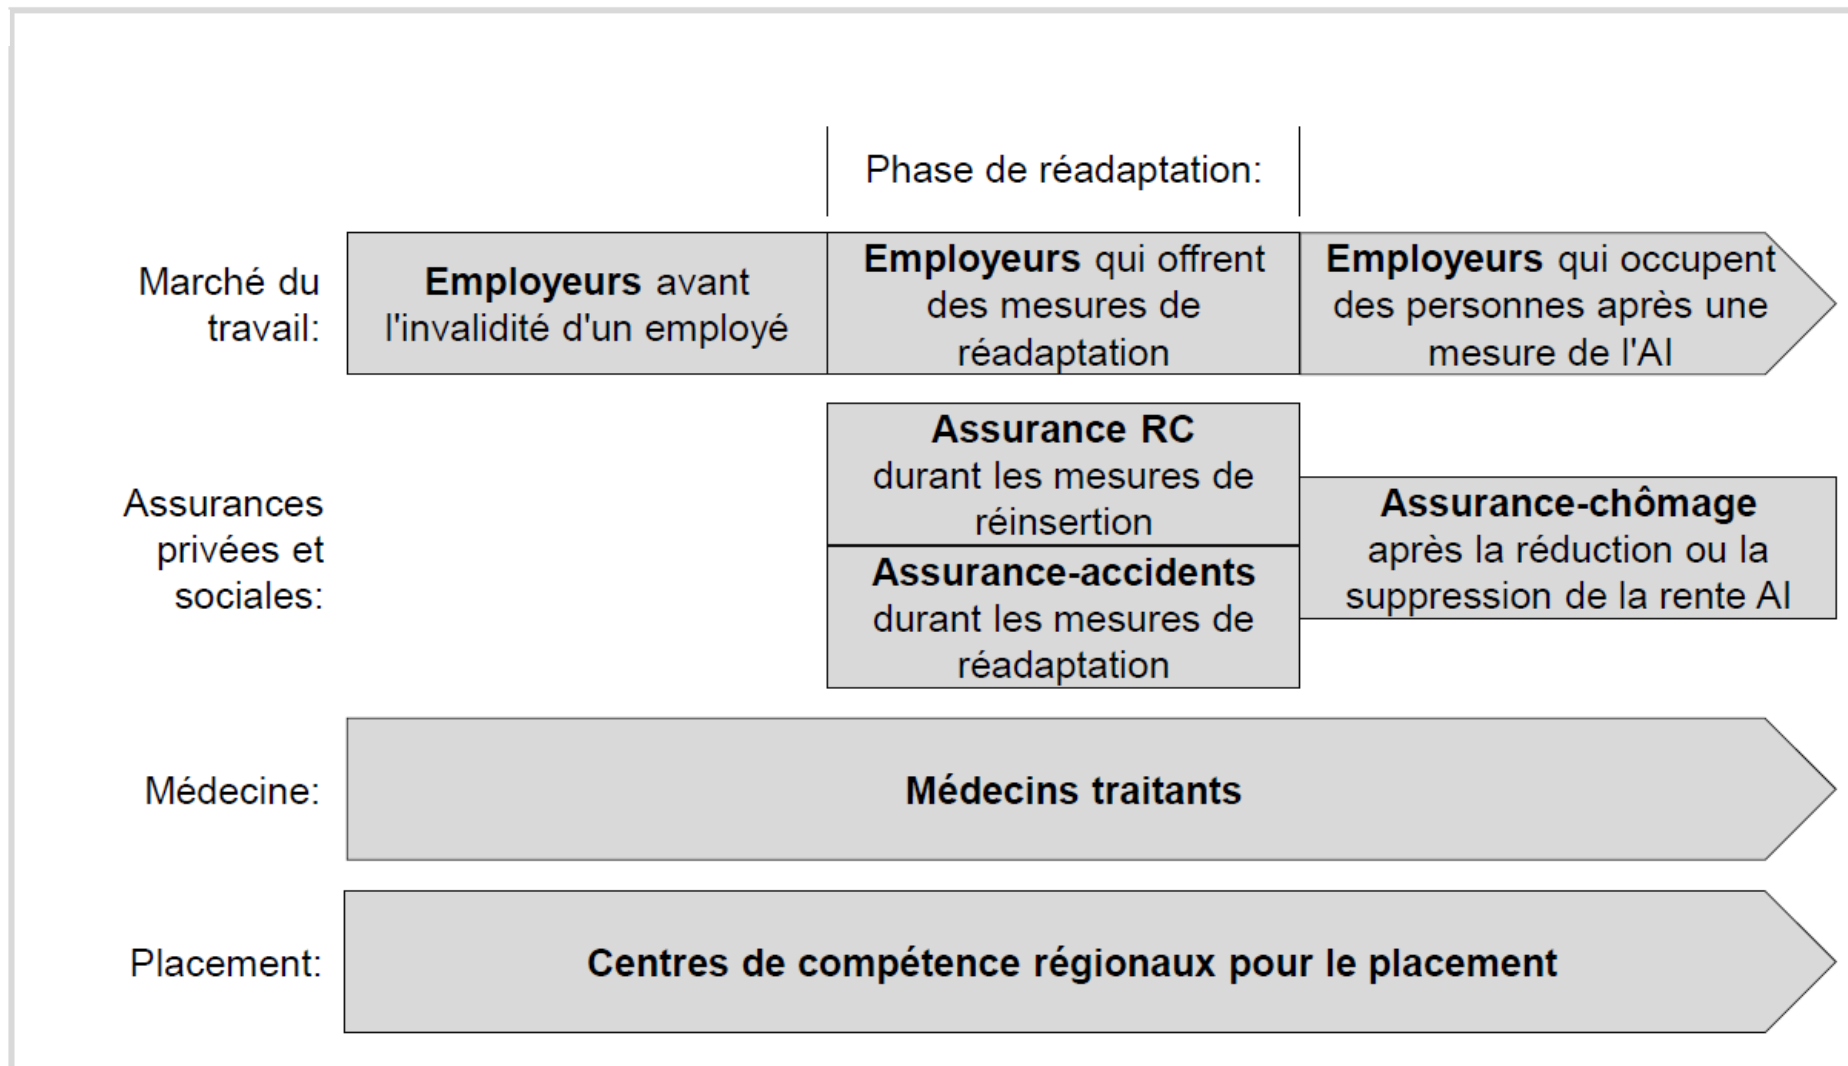 Phase de réadaptation:
Marché du
travail:
Employeurs avant
l'invalidité d'un employé
Employeurs qui offrent
des mesures de
réadaptation
Employeurs qui occupent
des personnes après une
mesure de l'AI
Assurances
privées et
sociales:
Assurance RC
durant les mesures de
réinsertion
Assurance-accidents
durant les mesures de
réadaptation
Assurance-chômage
après la réduction ou la
suppression de la rente AI
Médecine:
Médecins traitants
Placement:
Centres de compétence régionaux pour le placement